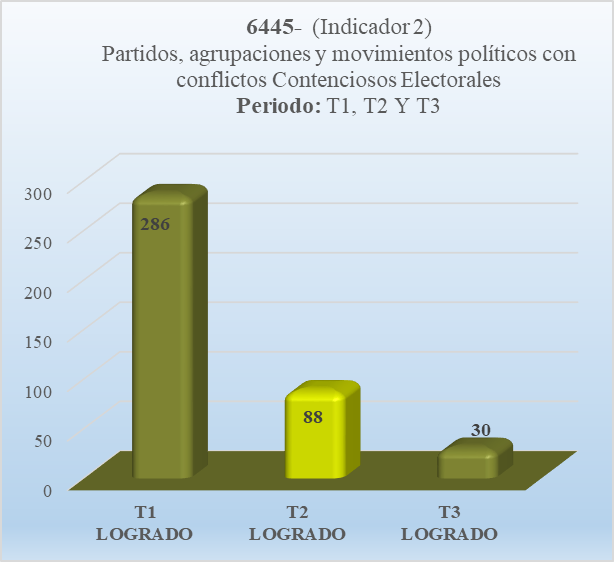 6445-  (Indicador 2)
Partidos, agrupaciones y movimientos políticos con
conflictos Contenciosos Electorales
Periodo: T1, T2 Y T3
300
250
200
150
100
50
0
286
88
30
T1
LOGRADO
T2
LOGRADO
T3
LOGRADO